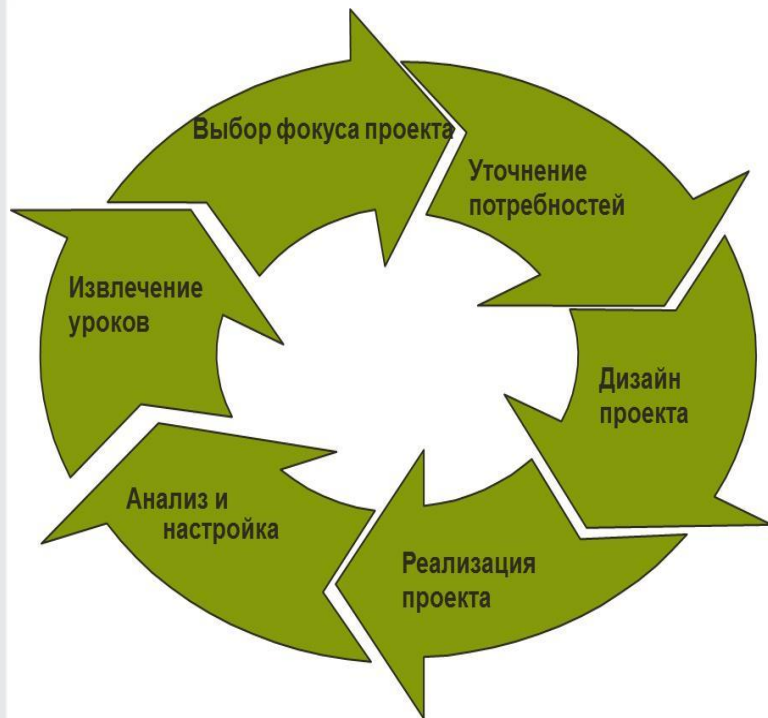 Выбор фокуса проекта
Уточнение
потребностей
Дизайн
проекта
Реализация
проекта
Анализ и
настройка
Извлечение
уроков